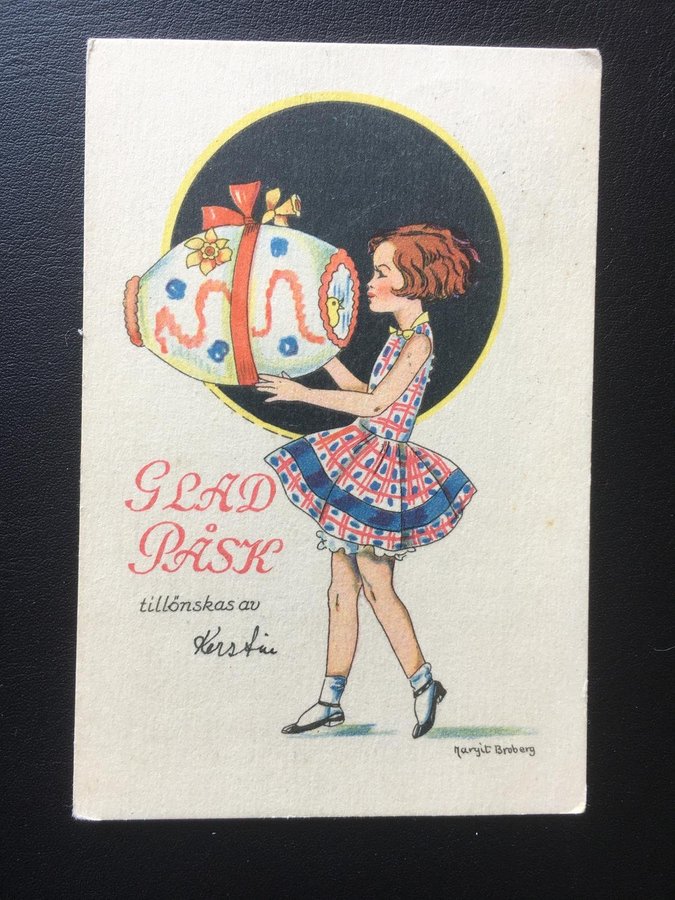 GLAD
PÅSK
tillönskas av
Kerstin
Margit Broberg